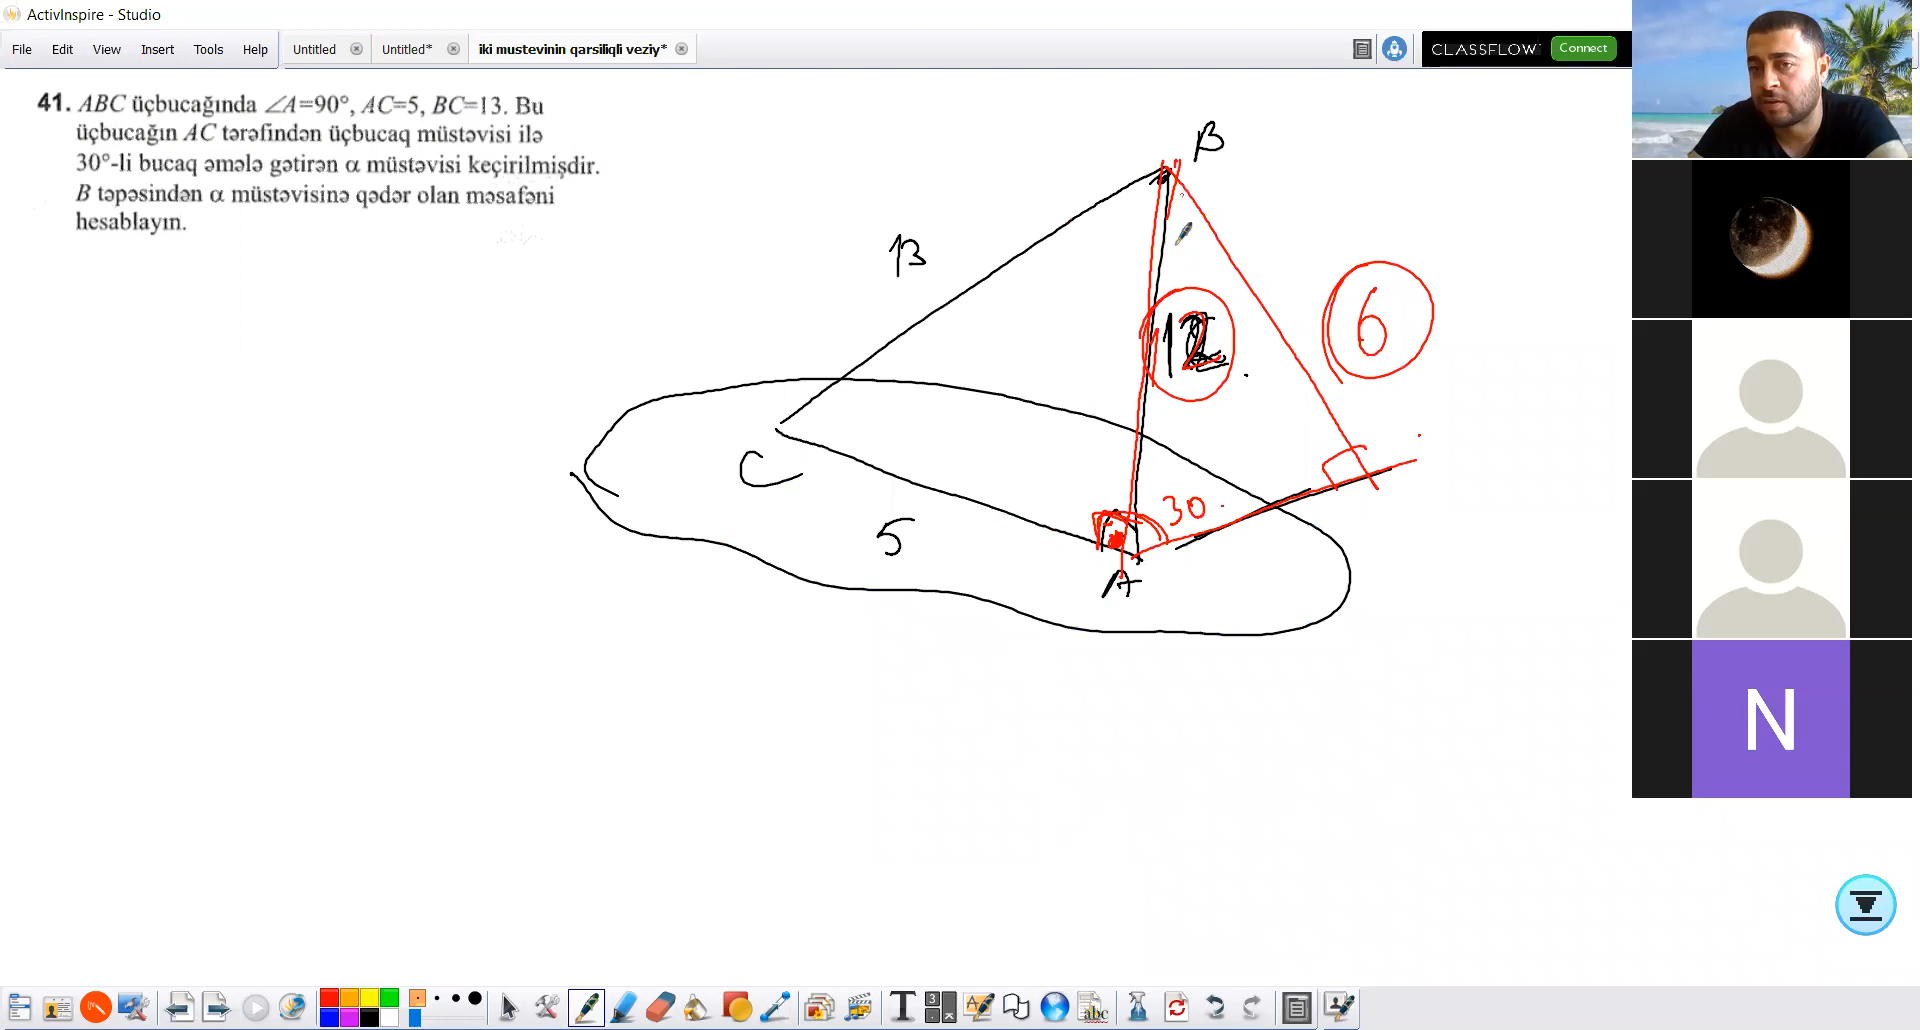 ActivInspire - Studio
File Edit View Insert Tools Help Untitled Untitled* iki mustevinin qarsiliqli veziy* CLASSFLOW Connect
41. ABC üçbucağında ∠A=90°, AC=5, BC=13. Bu
üçbucağın AC tərəfindən üçbucaq müstəvisi ilə
30°-li bucaq əmələ gətirən α müstəvisi keçirilmişdir.
B təpəsindən α müstəvisinə qədər olan məsafəni
hesablayın.
B
13
6
12
C
30
5
A
N